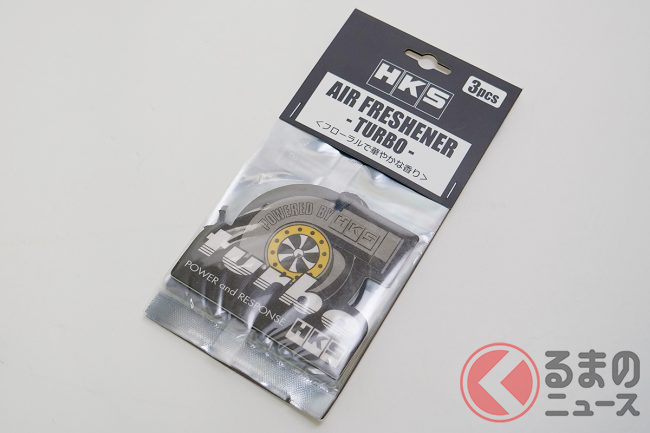 HKS
3pcs
AIR FRESHENER
- TURBO -
<フローラルで華やかな香り>
POWERED BY HKS
turbo
POWER and RESPONSE
HKS
くるまの
ニュース